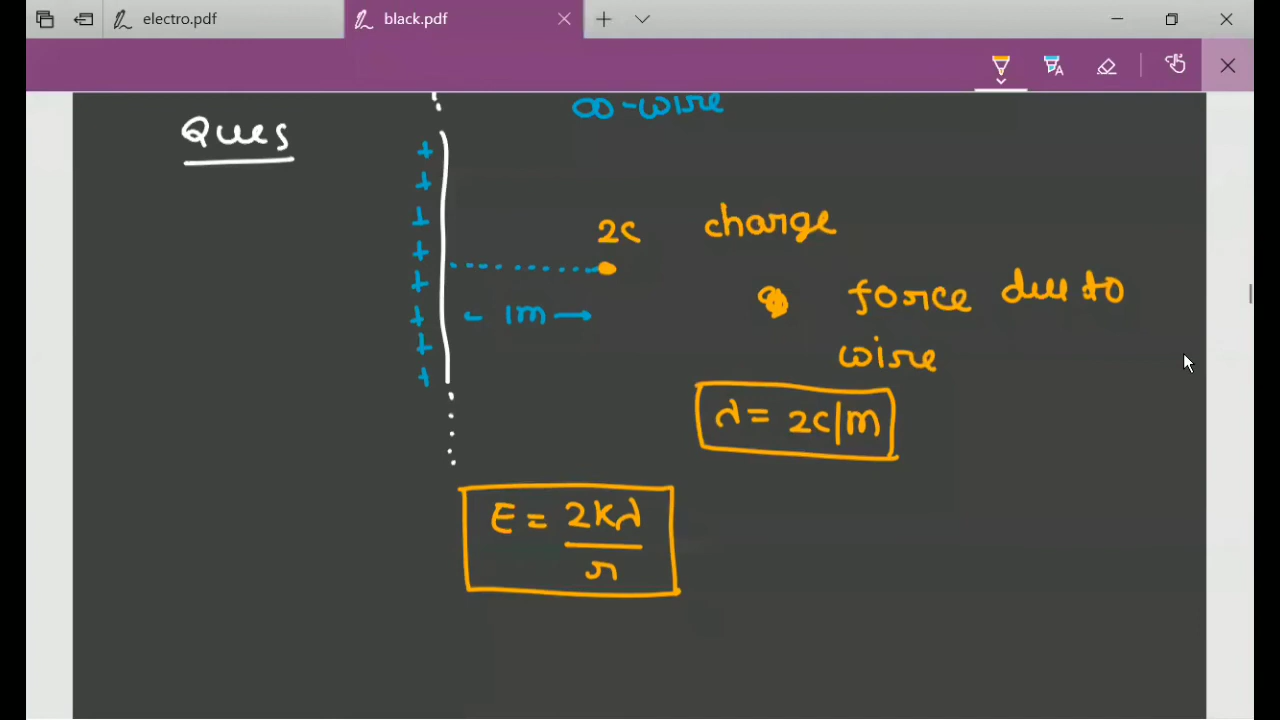 electro.pdf
black.pdf
∞-wire
Ques
2C charge
force due to
1m
wire
λ = 2C|m
E = 2Kλ
r